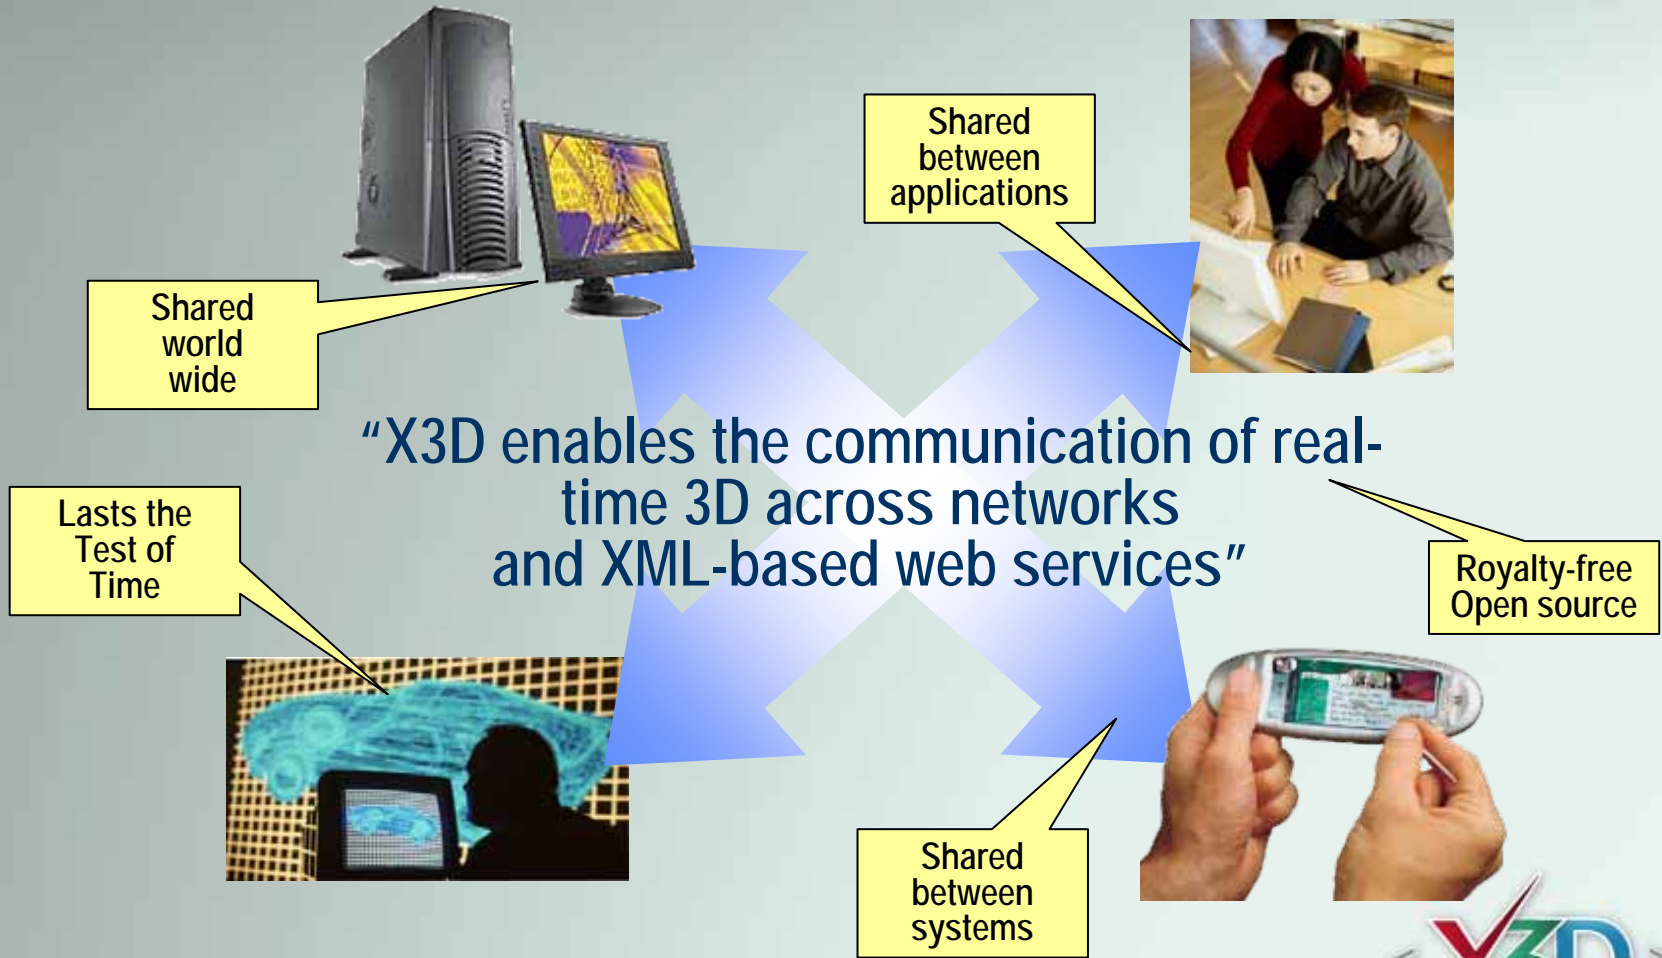 Shared
between
applications
Shared
world
wide
“X3D enables the communication of real-
time 3D across networks
and XML-based web services”
Lasts the
Test of
Time
Royalty-free
Open source
Shared
between
systems
X3D